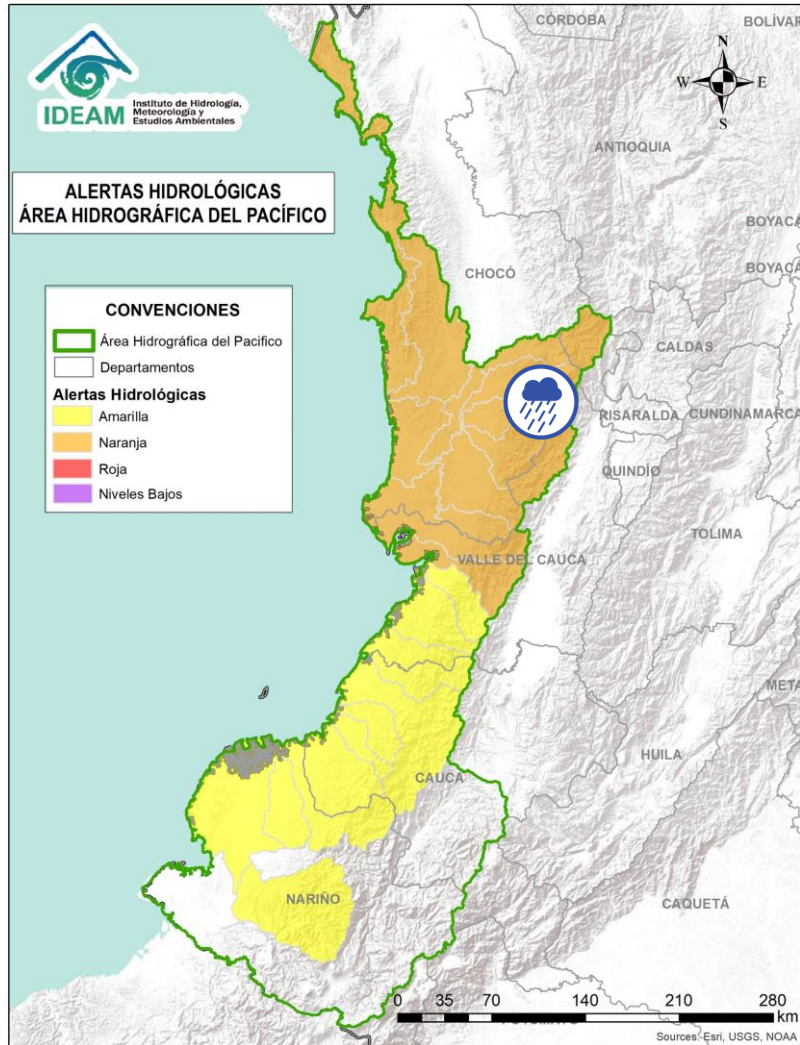 IDEAM
Instituto de Hidrología,
Meteorología y
Estudios Ambientales
ALERTAS HIDROLÓGICAS
ÁREA HIDROGRÁFICA DEL PACÍFICO
CONVENCIONES
Área Hidrográfica del Pacifico
Departamentos
Alertas Hidrológicas
Amarilla
Naranja
Roja
Niveles Bajos
N
W E
S
CÓRDOBA
BOLÍVAR
ANTIOQUIA
BOYACÁ
BOYACÁ
CHOCÓ
CALDAS
RISARALDA
CUNDINAMARCA
QUINDÍO
TOLIMA
VALLE DEL CAUCA
META
HUILA
CAUCA
NARIÑO
CAQUETÁ
0 35 70 140 210 280
km
Sources: Esri, USGS, NOAA